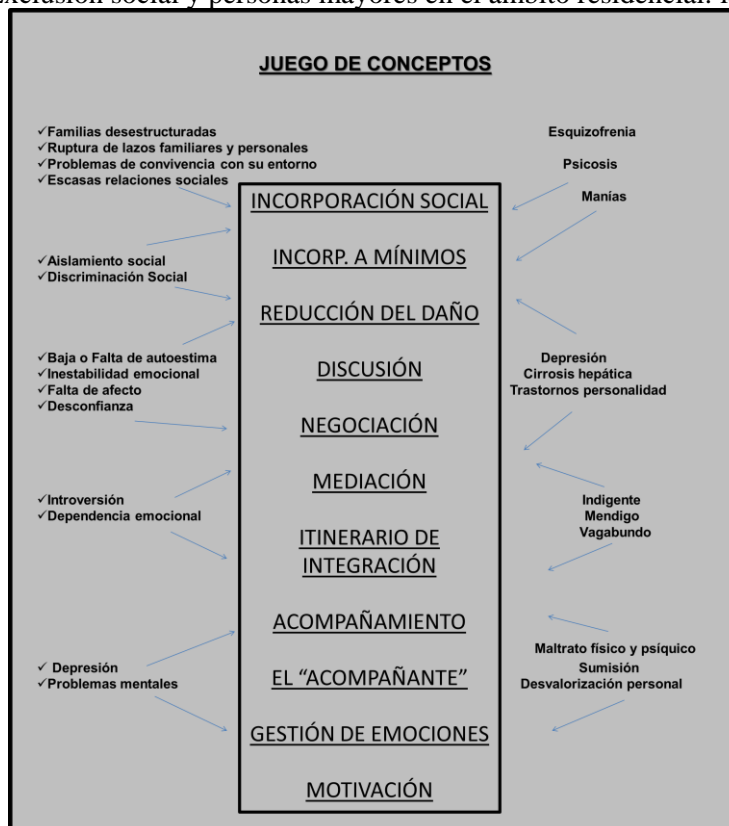 Exclusión social y personas mayores en el ámbito residencial.
JUEGO DE CONCEPTOS
✓Familias desestructuradas
✓Ruptura de lazos familiares y personales
✓Problemas de convivencia con su entorno
✓Escasas relaciones sociales
✓Aislamiento social
✓Discriminación Social
✓Baja o Falta de autoestima
✓Inestabilidad emocional
✓Falta de afecto
✓Desconfianza
✓Introversión
✓Dependencia emocional
✓ Depresión
✓Problemas mentales
INCORPORACIÓN SOCIAL
INCORP. A MÍNIMOS
REDUCCIÓN DEL DAÑO
DISCUSIÓN
NEGOCIACIÓN
MEDIACIÓN
ITINERARIO DE
INTEGRACIÓN
ACOMPAÑAMIENTO
EL “ACOMPAÑANTE”
GESTIÓN DE EMOCIONES
MOTIVACIÓN
Esquizofrenia
Psicosis
Manías
Depresión
Cirrosis hepática
Trastornos personalidad
Indigente
Mendigo
Vagabundo
Maltrato físico y psíquico
Sumisión
Desvalorización personal